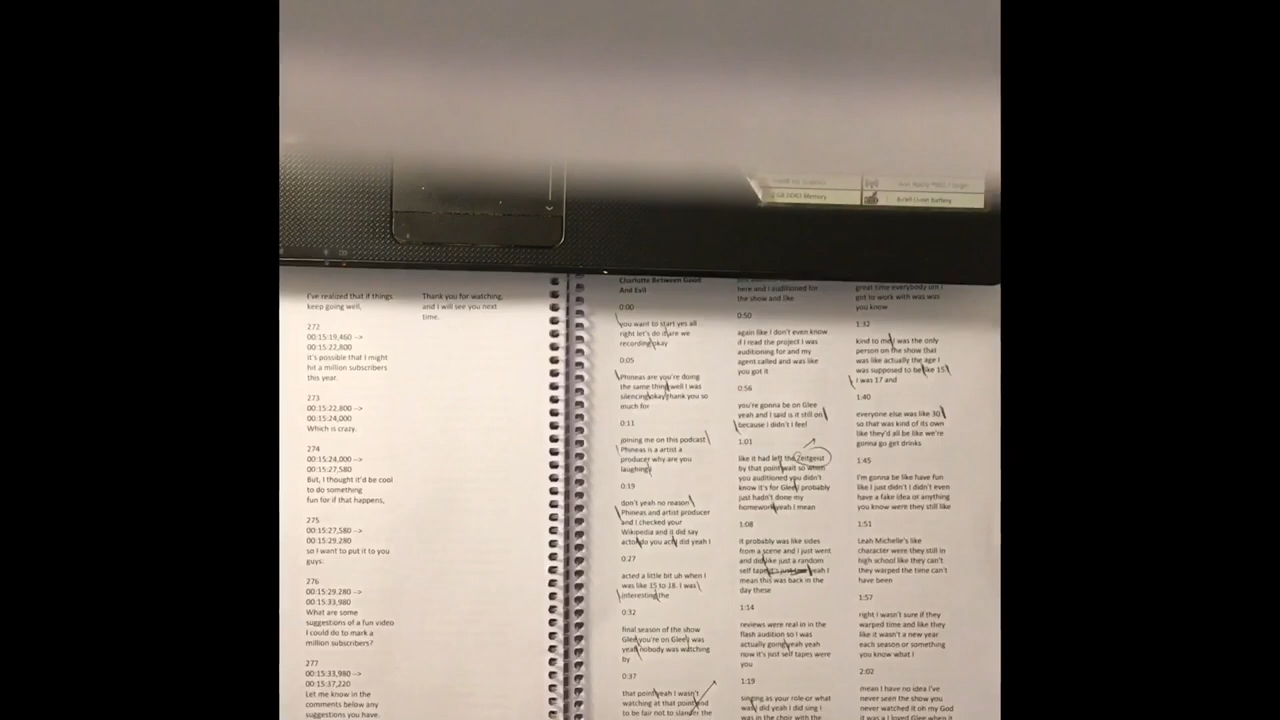 GB DDR3 Memory
I've realized that if things
keep going well,
272
00:15:19,460 -->
00:15:22,800
it's possible that I might
hit a million subscribers
this year.
273
00:15:22,800 -->
00:15:24,000
Which is crazy.
274
00:15:24,000 -->
00:15:27,580
But, I thought it'd be cool
to do something
fun for if that happens,
275
00:15:27,580 -->
00:15:29,280
so I want to put it to you
guys:
276
00:15:29,280 -->
00:15:33,980
What are some
suggestions of a fun video
I could do to mark a
million subscribers?
277
00:15:33,980 -->
00:15:37,220
Let me know in the
comments below any
suggestions you have.
Thank you for watching,
and I will see you next
time.
Charlotte Between Good
And Evil
0:00
you want to start yes all
right let's do it are we
recording okay
0:05
Phineas are you're doing
the same thing well I was
silencing okay thank you so
much for
0:11
joining me on this podcast
Phineas is a artist a
producer why are you
laughing
0:19
don't yeah no reason
Phineas and artist producer
and I checked your
Wikipedia and it did say
actor do you act I did yeah I
0:27
acted a little bit uh when I
was like 15 to 18. I was
interesting the
0:32
final season of the show
Glee you're on Glee I was
yeah nobody was watching
by
0:37
that point yeah I wasn't
watching at that point and
to be fair not to slander the
here and I auditioned for
the show and like
0:50
again like I don't even know
if I read the project I was
auditioning for and my
agent called and was like
you got it
0:56
you're gonna be on Glee
yeah and I said is it still on
because I didn't I feel
1:01
like it had left the Zeitgeist
by that point wait so when
you auditioned you didn't
know it's for Glee I probably
just hadn't done my
homework yeah I mean
1:08
it probably was like sides
from a scene and I just went
and did like just a random
self tape it's just yeah I
mean this was back in the
day these
1:14
reviews were real in in the
flash audition so I was
actually going yeah yeah
now it's just self tapes were
you
1:19
singing as your role or what
was I did yeah I did sing I
was in the choir with the
great time everybody um I
got to work with was was
you know
1:32
kind to me I was the only
person on the show that
was like actually the age I
was supposed to be like 15
I was 17 and
1:40
everyone else was like 30
so that was kind of its own
like they'd all be like we're
gonna go get drinks
1:45
I'm gonna be like have fun
like I just didn't I didn't even
have a fake idea or anything
you know were they still like
1:51
Leah Michelle's like
character were they still in
high school like they can't
they warped the time can't
have been
1:57
right I wasn't sure if they
warped time and like they
like it wasn't a new year
each season or something
you know what I
2:02
mean I have no idea I've
never seen the show you
never watched it oh my God
it was a I loved Glee when it